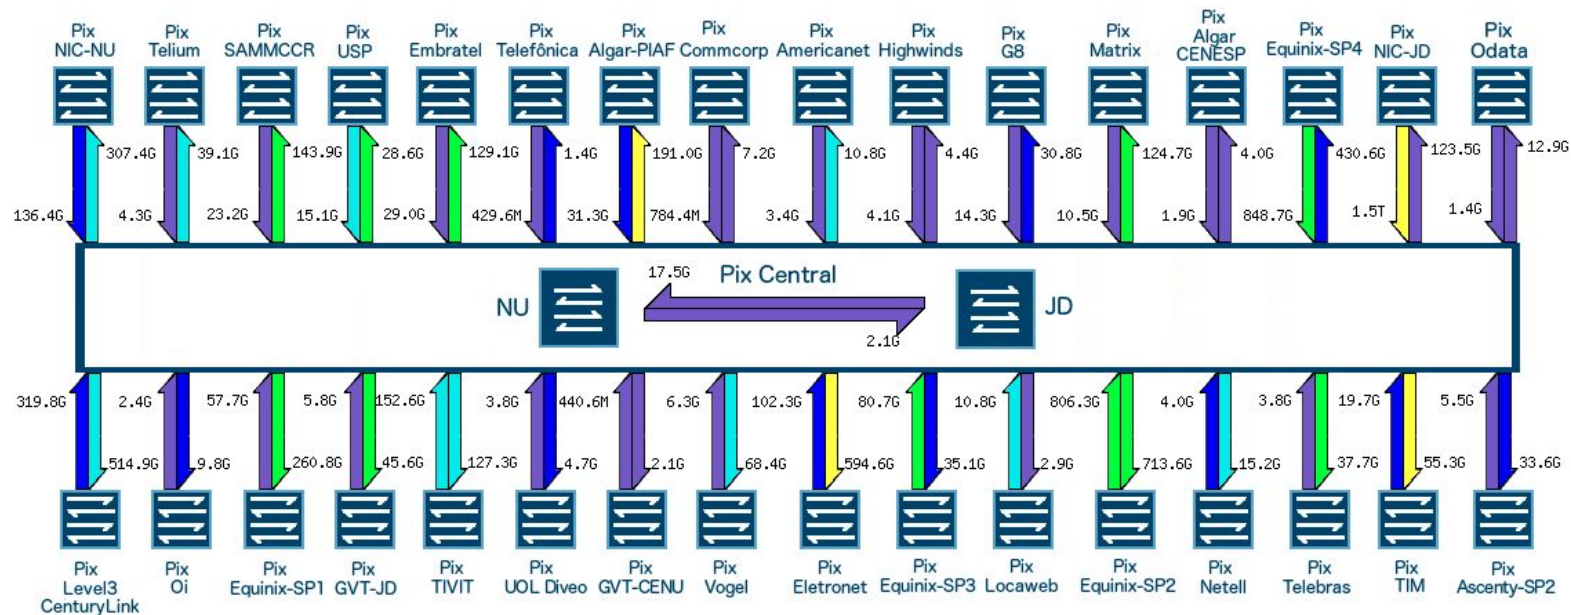 Pix
NIC-NU
Pix
Telium
Pix
SAMMCCR
Pix
USP
Pix
Embratel
Pix
Telefônica
Pix
Algar-PIAF
Pix
Commcorp
Pix
Americanet
Pix
Highwinds
Pix
G8
Pix
Matrix
Pix
Algar
CENESP
Pix
Equinix-SP4
Pix
NIC-JD
Pix
Odata
307.4G
39.1G
143.9G
28.6G
129.1G
1.4G
191.0G
7.2G
10.8G
4.4G
30.8G
124.7G
4.0G
430.6G
123.5G
12.9G
136.4G
4.3G
23.2G
15.1G
29.0G
429.6M
31.3G
784.4M
3.4G
4.1G
14.3G
10.5G
1.9G
848.7G
1.5T
1.4G
Pix Central
17.5G
NU
JD
2.1G
319.8G
2.4G
57.7G
5.8G
152.6G
3.8G
440.6M
6.3G
102.3G
80.7G
10.8G
806.3G
4.0G
3.8G
19.7G
5.5G
514.9G
9.8G
260.8G
45.6G
127.3G
4.7G
2.1G
68.4G
594.6G
35.1G
2.9G
713.6G
15.2G
37.7G
55.3G
33.6G
Pix
Level3
CenturyLink
Pix
Oi
Pix
Equinix-SP1
Pix
GVT-JD
Pix
TIVIT
Pix
UOL Diveo
Pix
GVT-CENU
Pix
Vogel
Pix
Eletronet
Pix
Equinix-SP3
Pix
Locaweb
Pix
Equinix-SP2
Pix
Netell
Pix
Telebras
Pix
TIM
Pix
Ascenty-SP2